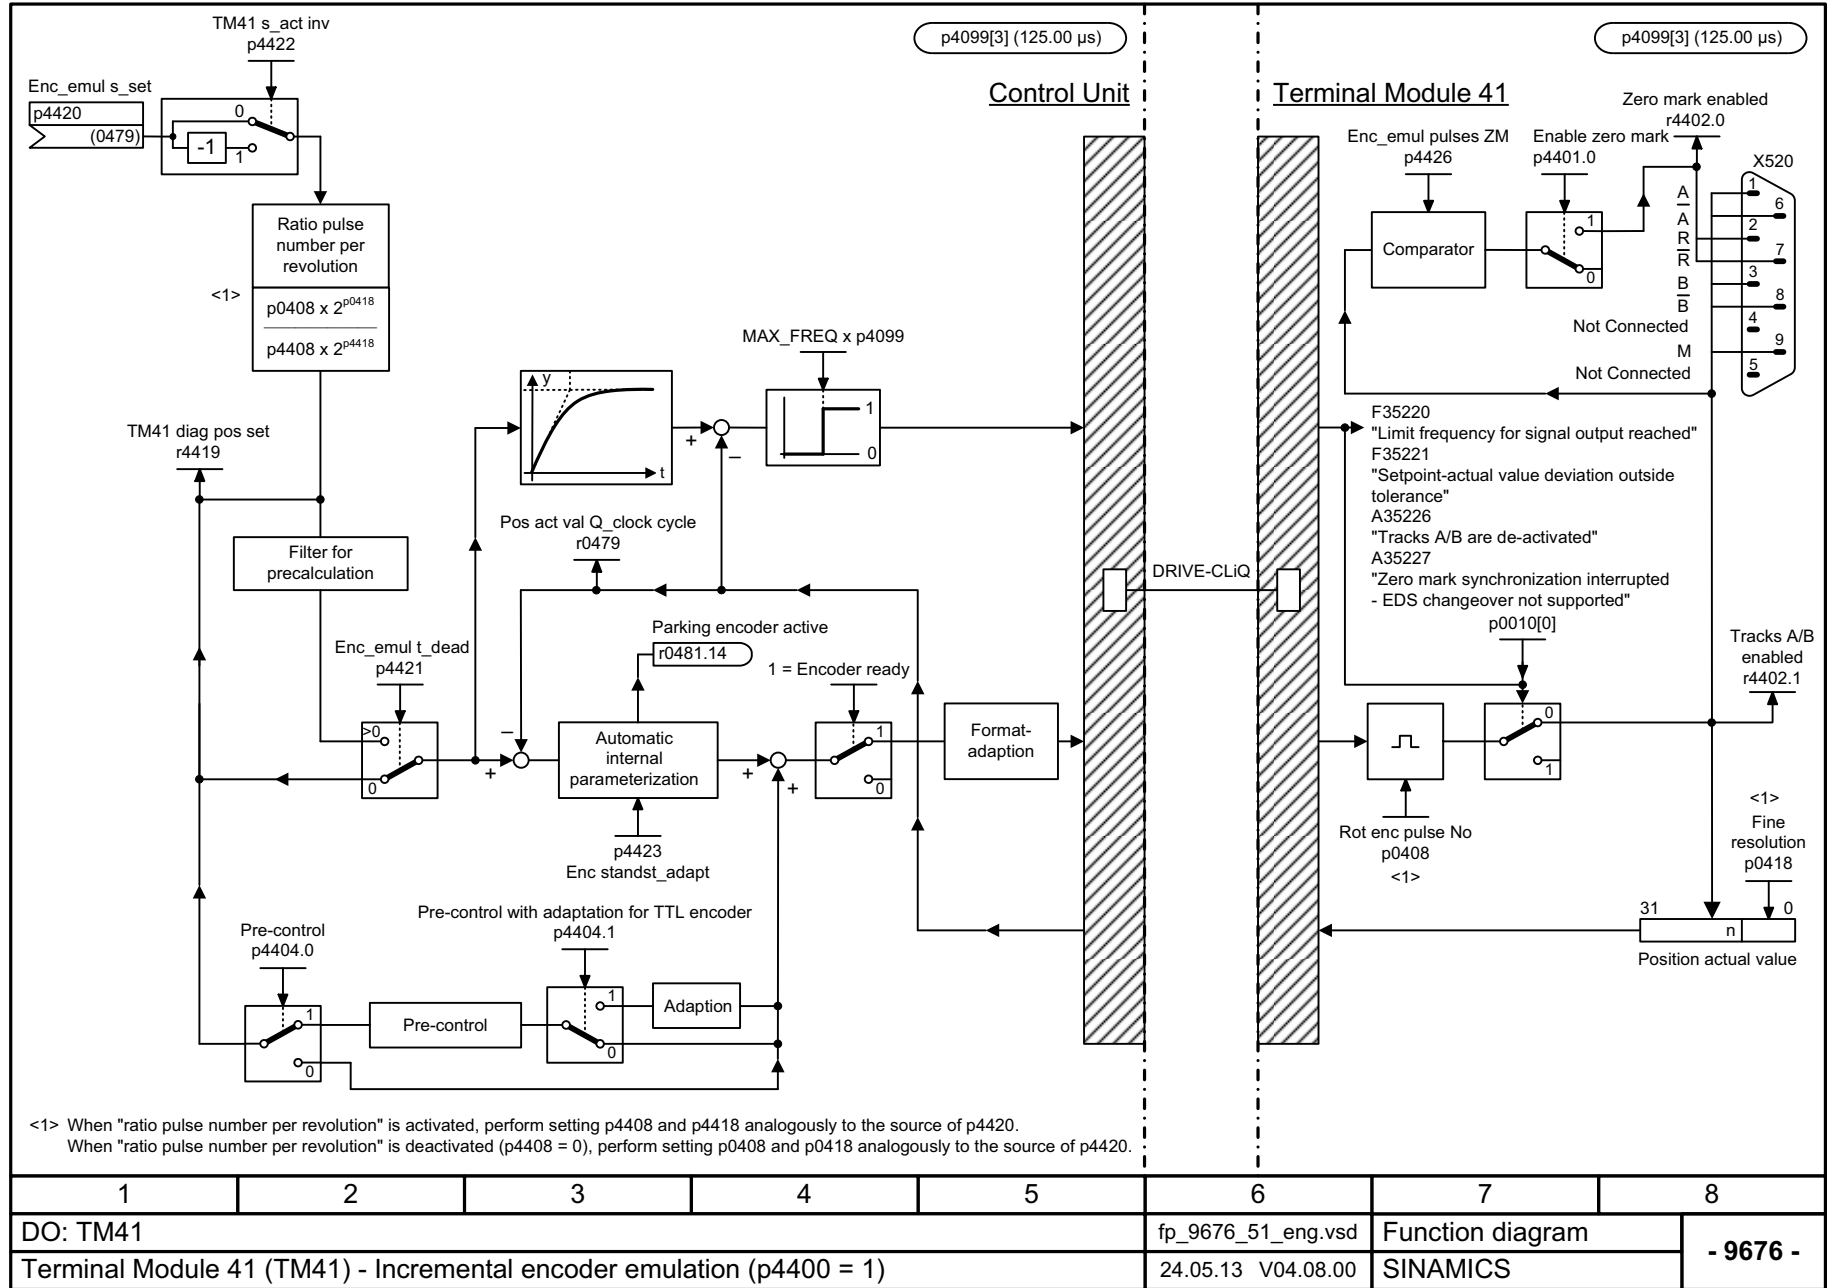 TM41 s_act inv
p4422
p4099[3] (125.00 µs)
p4099[3] (125.00 µs)
Enc_emul s_set
p4420
(0479)
0
-1
1
Control Unit
Terminal Module 41
Zero mark enabled
r4402.0
Enc_emul pulses ZM
p4426
Enable zero mark
p4401.0
X520
Ratio pulse
number per
revolution
<1>
p0408 x 2^p0418
p4408 x 2^p4418
Comparator
1
0
A
A
R
R
B
B
Not Connected
M
Not Connected
1
6
2
7
3
8
4
9
5
MAX_FREQ x p4099
y
t
+
–
1
0
TM41 diag pos set
r4419
F35220
"Limit frequency for signal output reached"
F35221
"Setpoint-actual value deviation outside
tolerance"
A35226
"Tracks A/B are de-activated"
A35227
"Zero mark synchronization interrupted
- EDS changeover not supported"
p0010[0]
Pos act val Q_clock cycle
r0479
Filter for
precalculation
DRIVE-CLiQ
Parking encoder active
r0481.14
Enc_emul t_dead
p4421
1 = Encoder ready
Tracks A/B
enabled
r4402.1
>0
0
–
+
Automatic
internal
parameterization
+
+
1
0
Format-
adaption
0
1
p4423
Enc standst_adapt
Rot enc pulse No
p0408
<1>
<1>
Fine
resolution
p0418
31
0
n
Position actual value
Pre-control with adaptation for TTL encoder
p4404.1
Pre-control
p4404.0
1
0
Pre-control
1
0
Adaption
<1> When "ratio pulse number per revolution" is activated, perform setting p4408 and p4418 analogously to the source of p4420.
When "ratio pulse number per revolution" is deactivated (p4408 = 0), perform setting p0408 and p0418 analogously to the source of p4420.
1 2 3 4 5 6 7 8
DO: TM41
fp_9676_51_eng.vsd
Function diagram
- 9676 -
Terminal Module 41 (TM41) - Incremental encoder emulation (p4400 = 1)
24.05.13 V04.08.00
SINAMICS